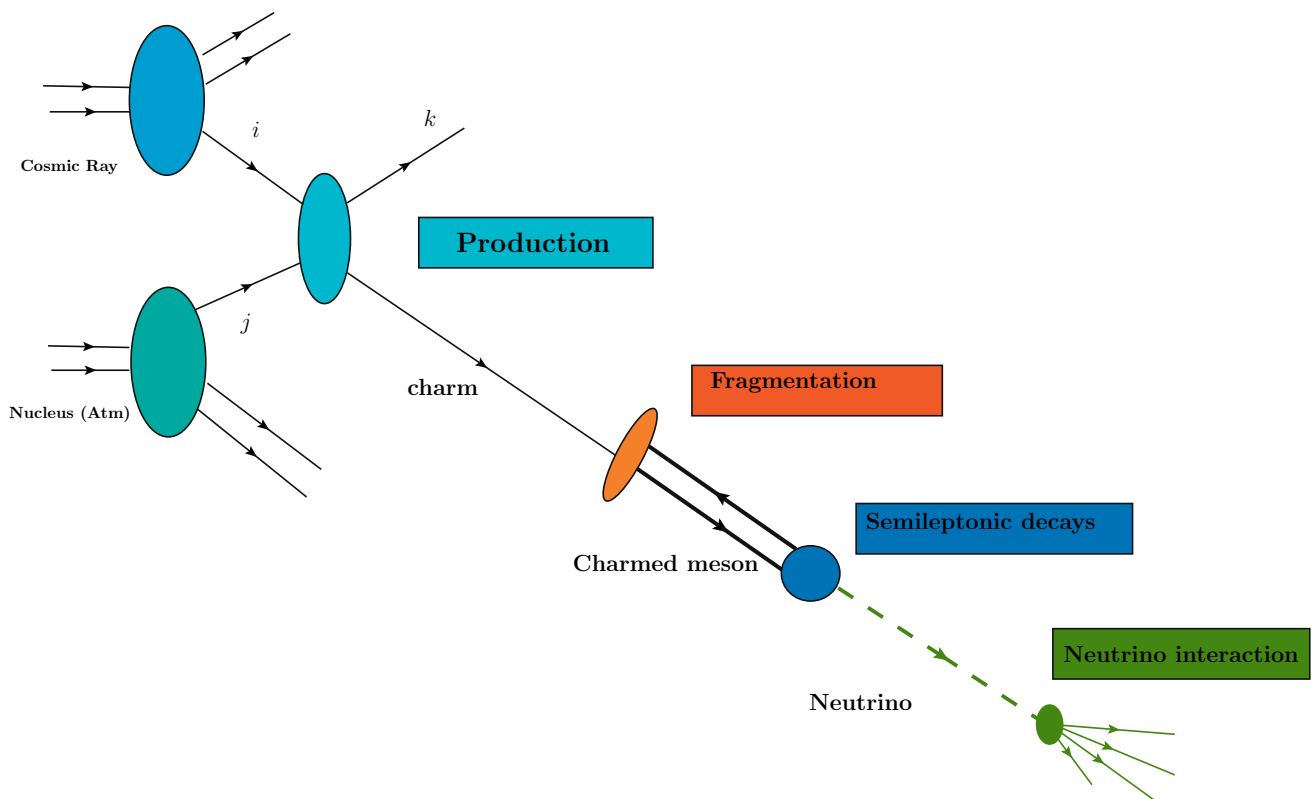 k
i
Cosmic Ray
Production
j
Fragmentation
charm
Nucleus (Atm)
Semileptonic decays
Charmed meson
Neutrino interaction
Neutrino